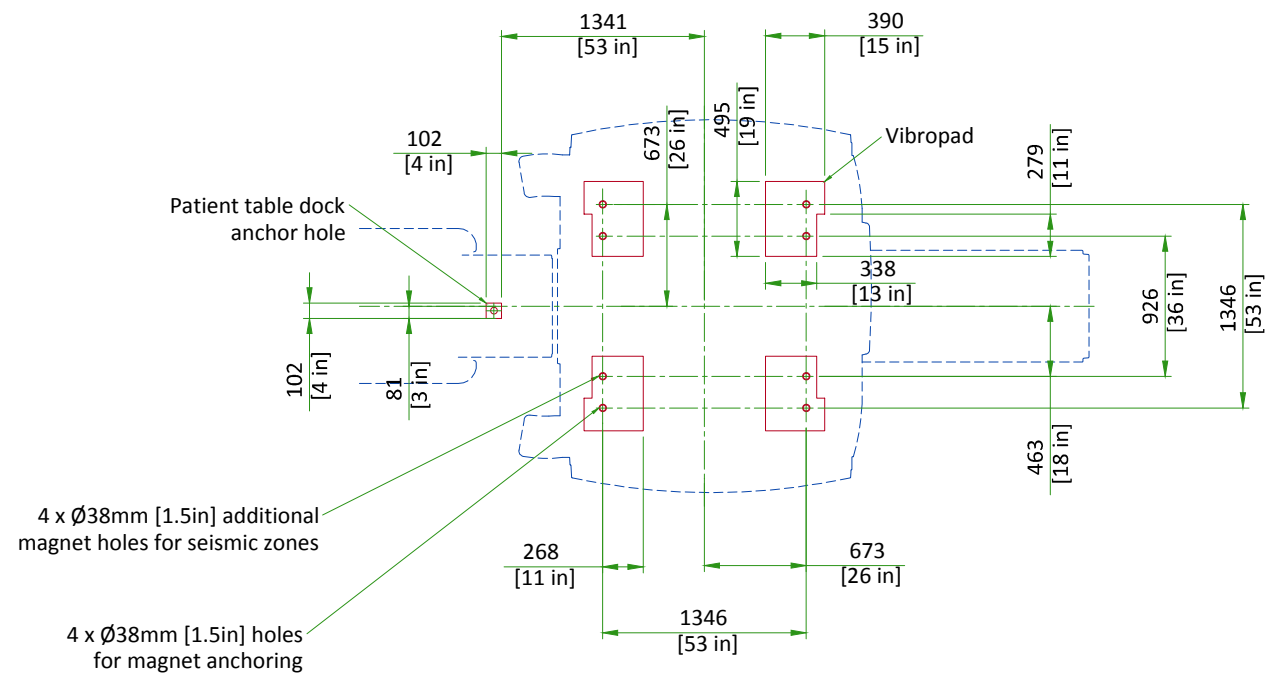 1341
[53 in]
390
[15 in]
102
[4 in]
673
[26 in]
495
[19 in]
Vibropad
279
[11 in]
Patient table dock
anchor hole
338
[13 in]
926
[36 in]
1346
[53 in]
102
[4 in]
81
[3 in]
463
[18 in]
4 x Ø38mm [1.5in] additional
magnet holes for seismic zones
268
[11 in]
673
[26 in]
1346
[53 in]
4 x Ø38mm [1.5in] holes
for magnet anchoring